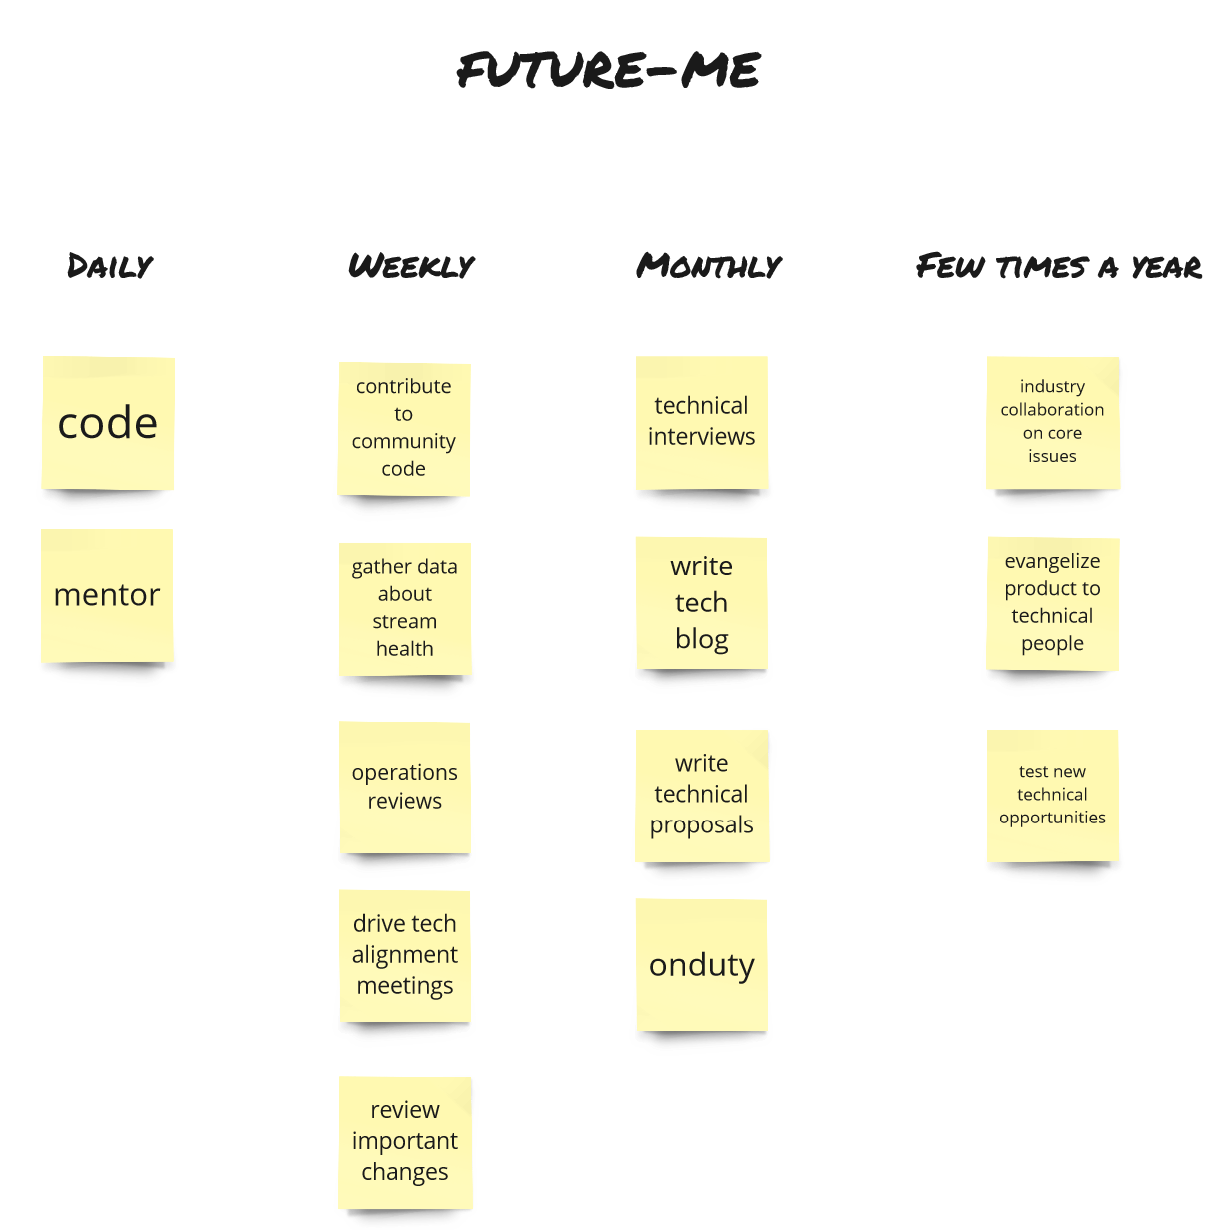 FUTURE-ME
DAILY
WEEKLY
MONTHLY
FEW TIMES A YEAR
code
mentor
contribute
to
community
code
gather data
about
stream
health
operations
reviews
drive tech
alignment
meetings
review
important
changes
technical
interviews
write
tech
blog
write
technical
proposals
onduty
industry
collaboration
on core
issues
evangelize
product to
technical
people
test new
technical
opportunities